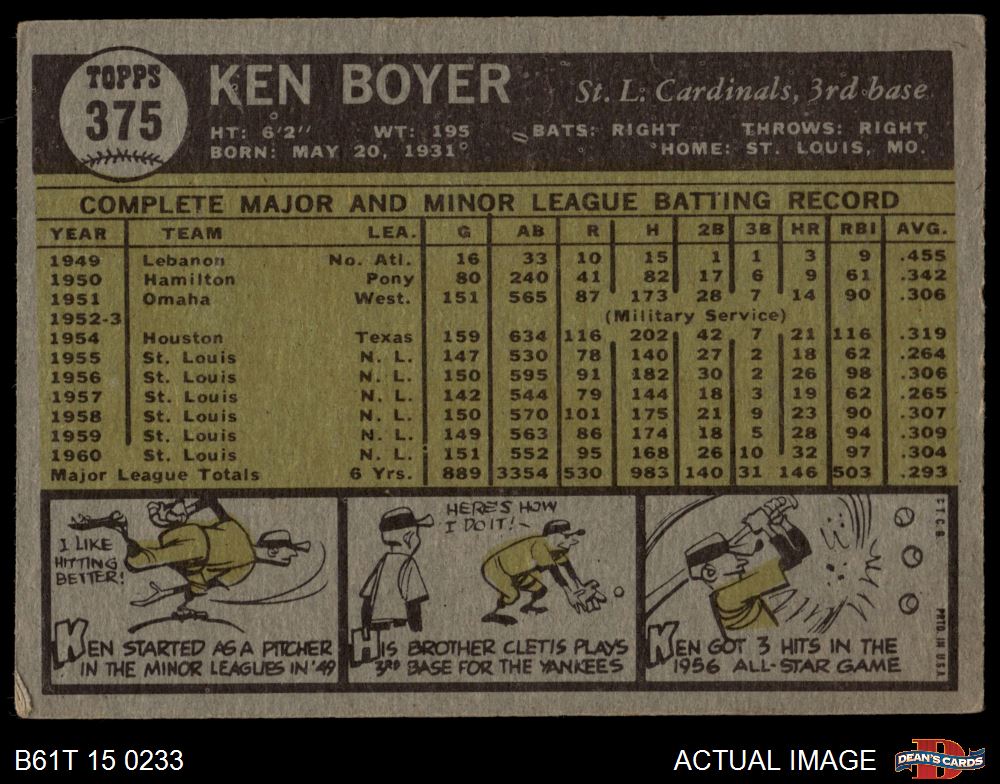 TOPPS
375
KEN BOYER
St. L. Cardinals, 3rd base
HT: 6'2" WT: 195 BATS: RIGHT THROWS: RIGHT
BORN: MAY 20, 1931 HOME: ST. LOUIS, MO.
COMPLETE MAJOR AND MINOR LEAGUE BATTING RECORD
YEAR TEAM LEA. G AB R H 2B 3B HR RBI AVG.
1949 Lebanon No. Atl. 16 33 10 15 1 1 3 9 .455
1950 Hamilton Pony 80 240 41 82 17 6 9 61 .342
1951 Omaha West. 151 565 87 173 28 7 14 90 .306
1952-3 (Military Service)
1954 Houston Texas 159 634 116 202 42 7 21 116 .319
1955 St. Louis N. L. 147 530 78 140 27 2 18 62 .264
1956 St. Louis N. L. 150 595 91 182 30 2 26 98 .306
1957 St. Louis N. L. 142 544 79 144 18 3 19 62 .265
1958 St. Louis N. L. 150 570 101 175 21 9 23 90 .307
1959 St. Louis N. L. 149 563 86 174 18 5 28 94 .309
1960 St. Louis N. L. 151 552 95 168 26 10 32 97 .304
Major League Totals 6 Yrs. 889 3354 530 983 140 31 146 503 .293
I LIKE
HITTING
BETTER!
KEN STARTED AS A PITCHER
IN THE MINOR LEAGUES IN '49
HERE'S HOW
I DO IT!
HIS BROTHER CLETIS PLAYS
3RD BASE FOR THE YANKEES
KEN GOT 3 HITS IN THE
1956 ALL-STAR GAME
© T.C.G. PRTD. IN U.S.A.
B61T 15 0233
ACTUAL IMAGE
DEAN'S CARDS